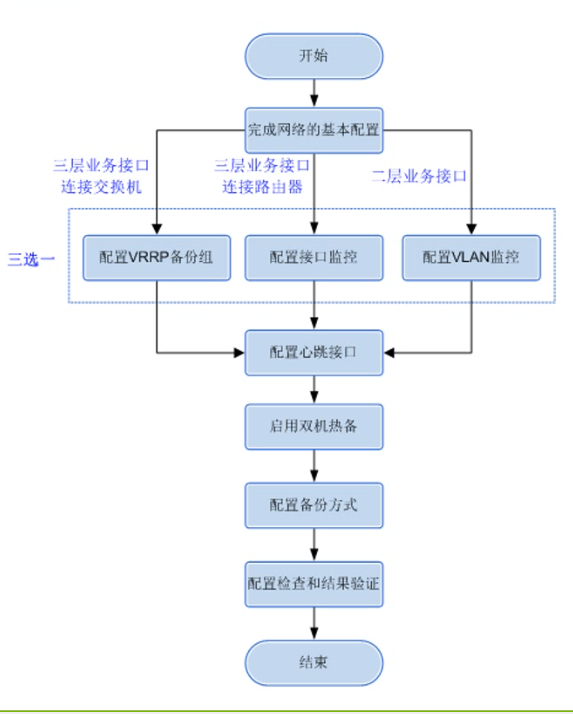 开始
完成网络的基本配置
三层业务接口
连接交换机
三层业务接口
连接路由器
二层业务接口
三选一
配置VRRP备份组
配置接口监控
配置VLAN监控
配置心跳接口
启用双机热备
配置备份方式
配置检查和结果验证
结束